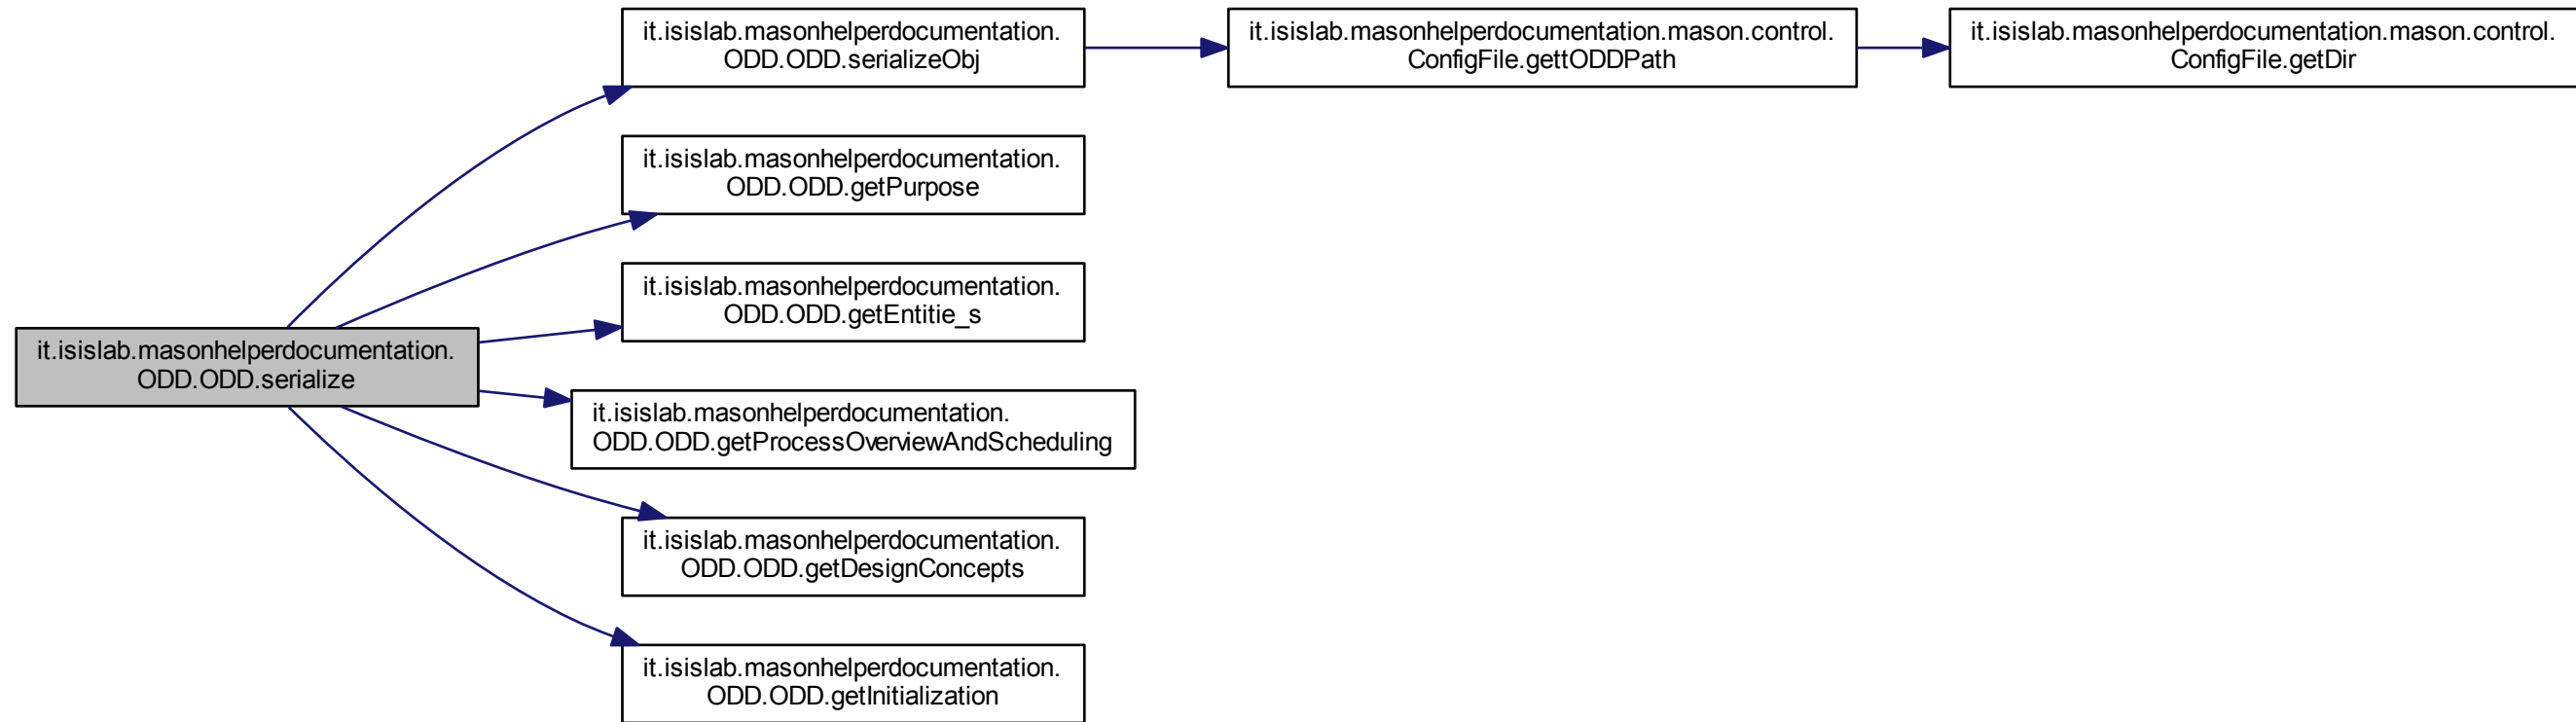 it.isislab.masonhelperdocumentation.
ODD.ODD.serializeObj
it.isislab.masonhelperdocumentation.mason.control.
ConfigFile.gettODDPath
it.isislab.masonhelperdocumentation.mason.control.
ConfigFile.getDir
it.isislab.masonhelperdocumentation.
ODD.ODD.getPurpose
it.isislab.masonhelperdocumentation.
ODD.ODD.getEntitie_s
it.isislab.masonhelperdocumentation.
ODD.ODD.serialize
it.isislab.masonhelperdocumentation.
ODD.ODD.getProcessOverviewAndScheduling
it.isislab.masonhelperdocumentation.
ODD.ODD.getDesignConcepts
it.isislab.masonhelperdocumentation.
ODD.ODD.getInitialization